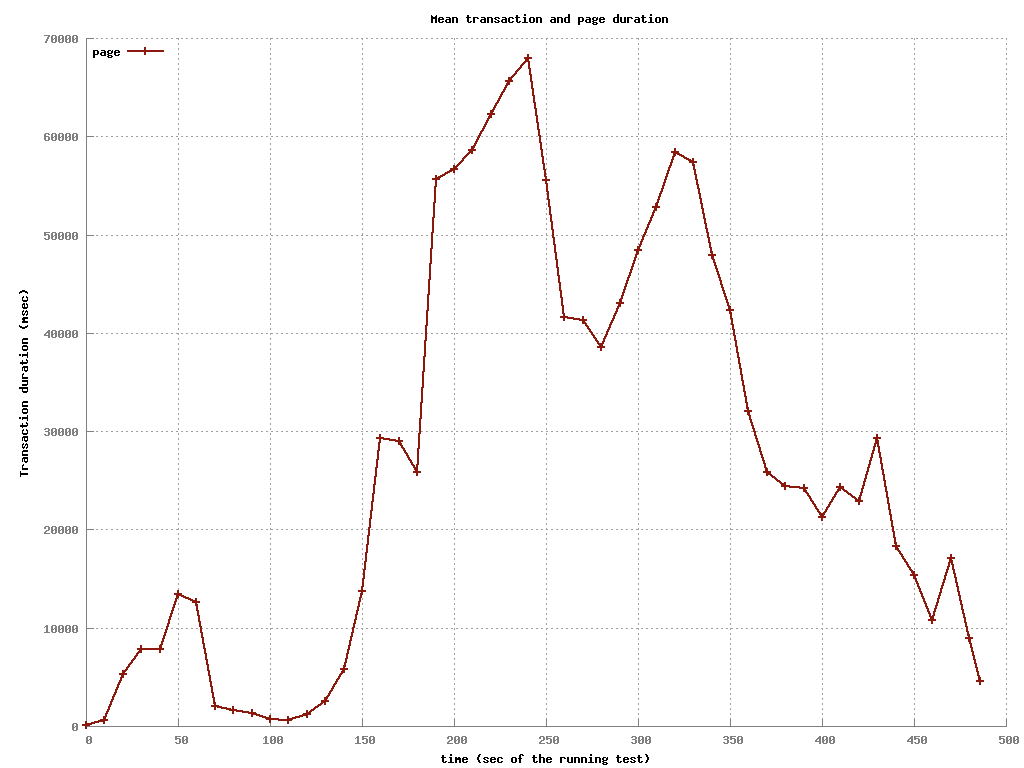 Mean transaction and page duration
page
70000
60000
50000
40000
30000
20000
10000
0
Transaction duration (msec)
0 50 100 150 200 250 300 350 400 450 500
time (sec of the running test)